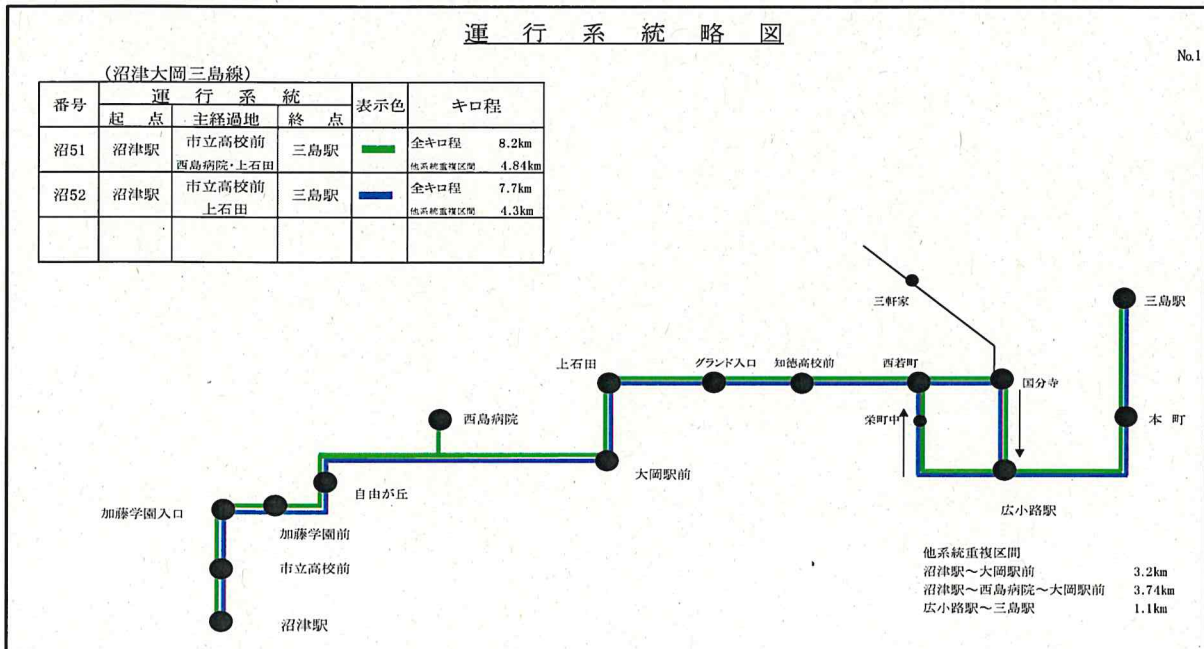 運行系統略図
No.1
(沼津大岡三島線)
番号 運行系統 表示色 キロ程
起点 主経過地 終点
沼51 沼津駅 市立高校前 三島駅 全キロ程 8.2km
西島病院・上石田 他系統重複区間 4.84km
沼52 沼津駅 市立高校前 三島駅 全キロ程 7.7km
上石田 他系統重複区間 4.3km
三軒家
三島駅
上石田
グランド入口
知徳高校前
西若町
国分寺
西島病院
栄町中
本町
大岡駅前
自由が丘
広小路駅
加藤学園入口
加藤学園前
市立高校前
沼津駅
他系統重複区間
沼津駅～大岡駅前 3.2km
沼津駅～西島病院～大岡駅前 3.74km
広小路駅～三島駅 1.1km